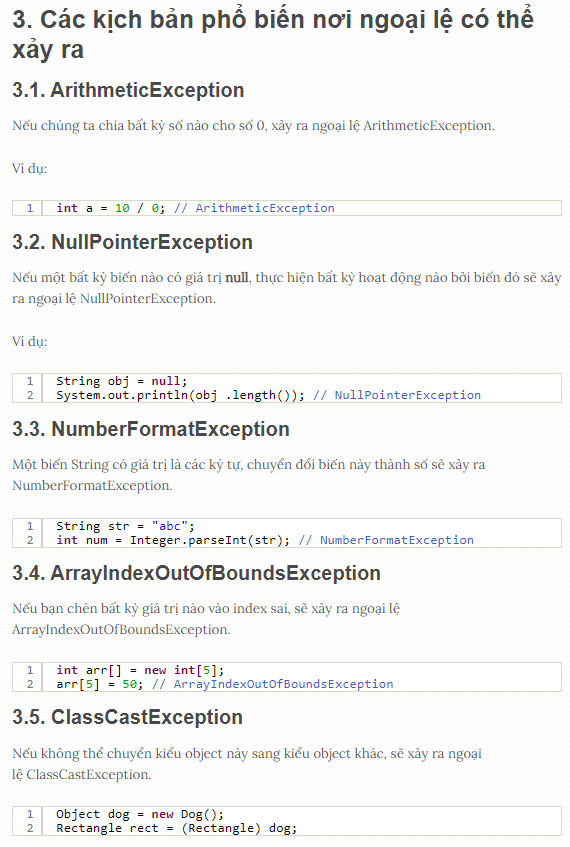 3. Các kịch bản phổ biến nơi ngoại lệ có thể
xảy ra
3.1. ArithmeticException
Nếu chúng ta chia bất kỳ số nào cho số 0, xảy ra ngoại lệ ArithmeticException.
Ví dụ:
1 int a = 10 / 0; // ArithmeticException
3.2. NullPointerException
Nếu một bất kỳ biến nào có giá trị null, thực hiện bất kỳ hoạt động nào bởi biến đó sẽ xảy
ra ngoại lệ NullPointerException.
Ví dụ:
1 String obj = null;
2 System.out.println(obj .length()); // NullPointerException
3.3. NumberFormatException
Một biến String có giá trị là các ký tự, chuyển đổi biến này thành số sẽ xảy ra
NumberFormatException.
1 String str = "abc";
2 int num = Integer.parseInt(str); // NumberFormatException
3.4. ArrayIndexOutOfBoundsException
Nếu bạn chèn bất kỳ giá trị nào vào index sai, sẽ xảy ra ngoại lệ
ArrayIndexOutOfBoundsException.
1 int arr[] = new int[5];
2 arr[5] = 50; // ArrayIndexOutOfBoundsException
3.5. ClassCastException
Nếu không thể chuyển kiểu object này sang kiểu object khác, sẽ xảy ra ngoại
lệ ClassCastException.
1 Object dog = new Dog();
2 Rectangle rect = (Rectangle) dog;